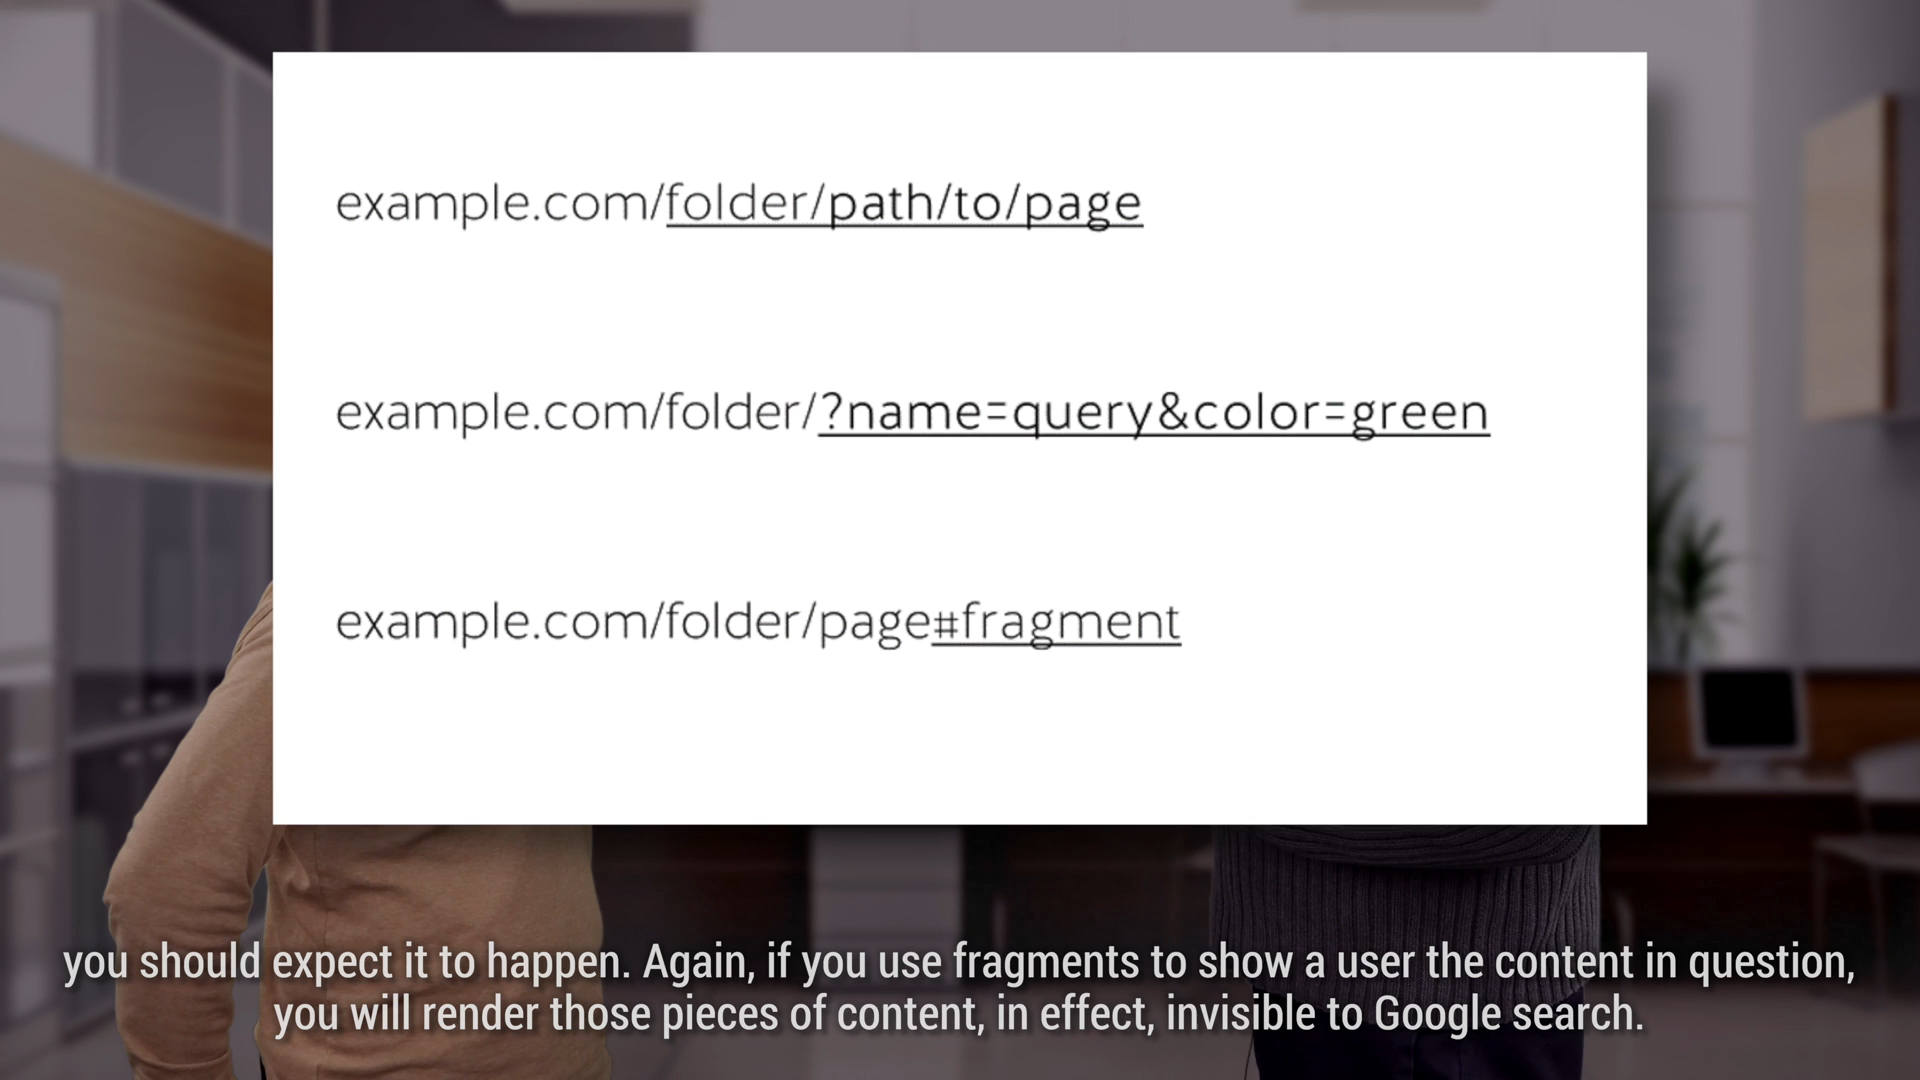 example.com/folder/path/to/page
example.com/folder/?name=query&color=green
example.com/folder/page#fragment
you should expect it to happen. Again, if you use fragments to show a user the content in question,
you will render those pieces of content, in effect, invisible to Google search.